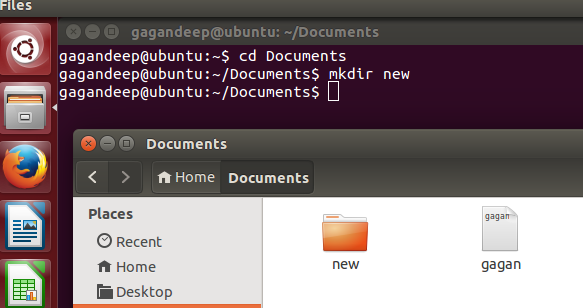 Files
gagandeep@ubuntu: ~/Documents
gagandeep@ubuntu:~$ cd Documents
gagandeep@ubuntu:~/Documents$ mkdir new
gagandeep@ubuntu:~/Documents$
Documents
Home Documents
Places
Recent
Home
Desktop
gagan
new
gagan